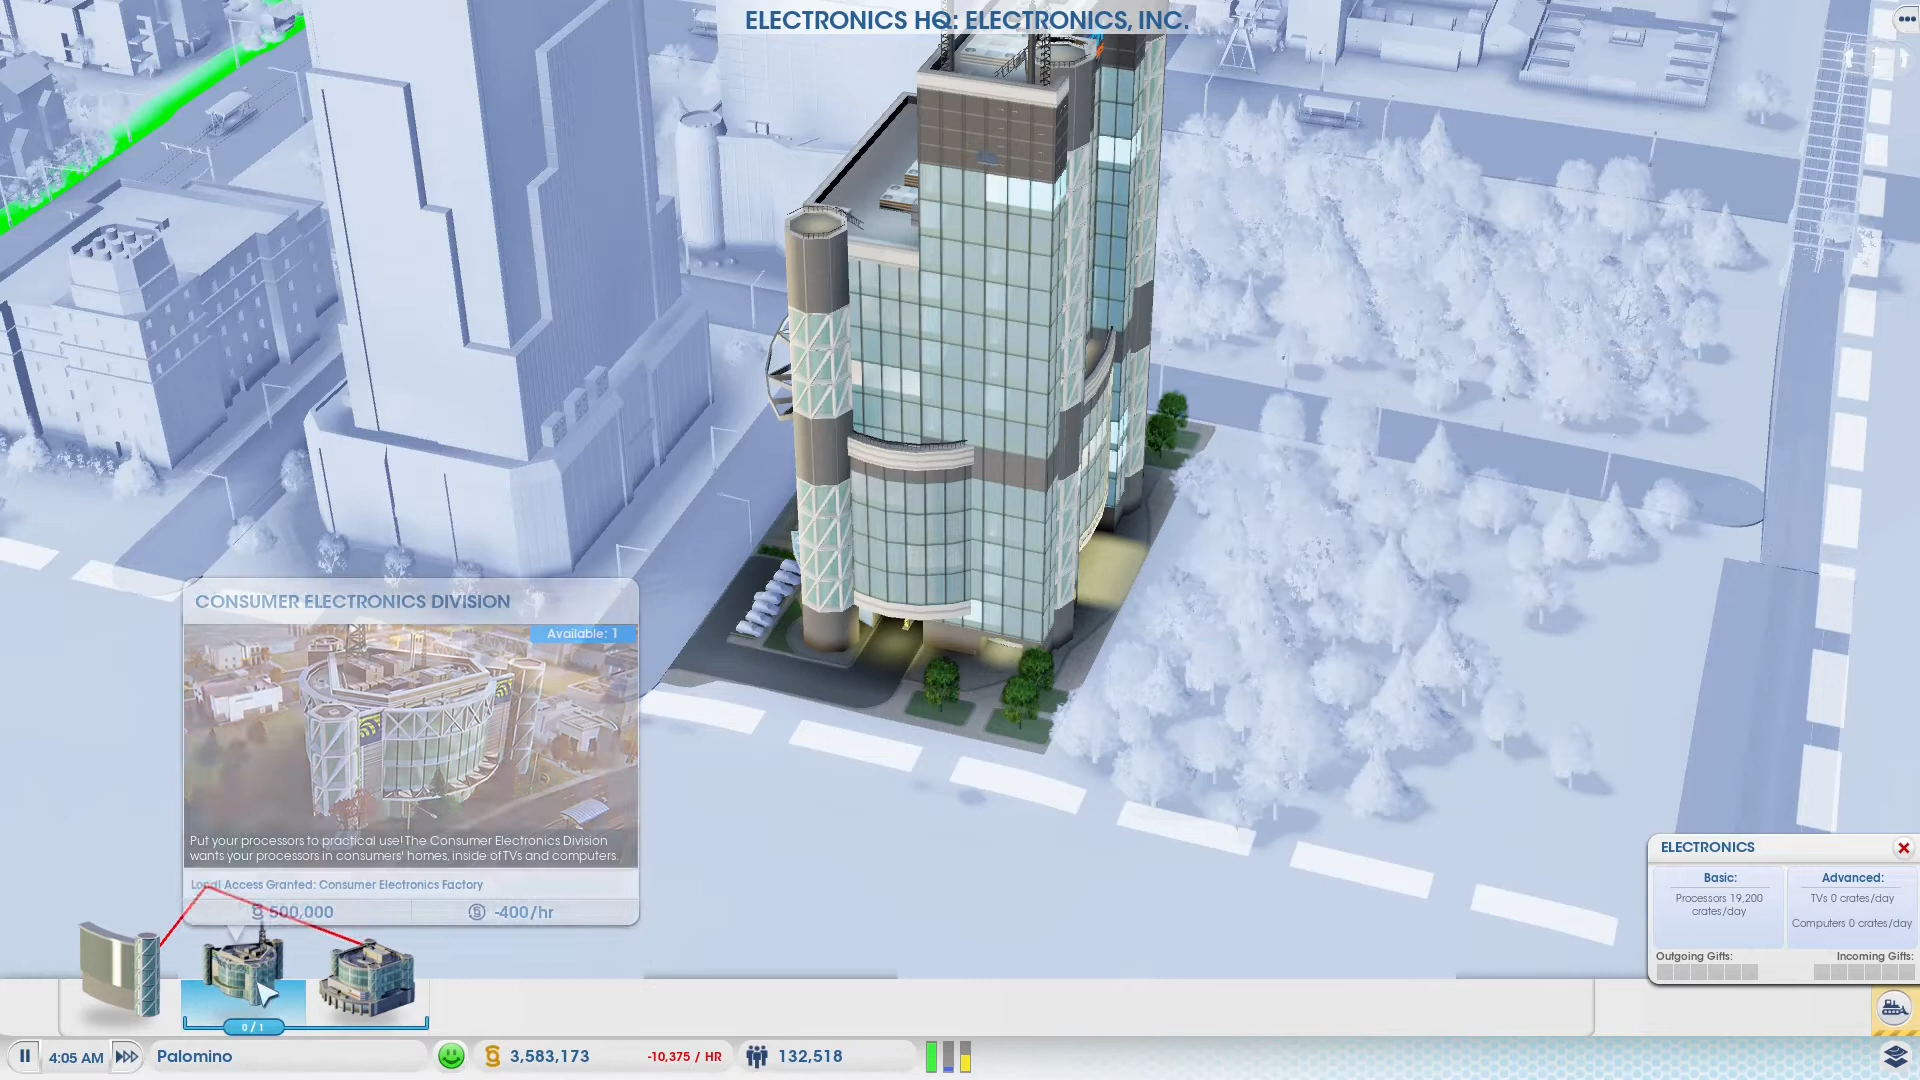 ELECTRONICS HQ: ELECTRONICS, INC.
CONSUMER ELECTRONICS DIVISION
Available: 1
Put your processors to practical use! The Consumer Electronics Division
wants your processors in consumers' homes, inside of TVs and computers.
Local Access Granted: Consumer Electronics Factory
500,000
-400/hr
0 / 1
ELECTRONICS
Basic:
Advanced:
Processors 19,200
crates/day
TVs 0 crates/day
Computers 0 crates/day
Outgoing Gifts:
Incoming Gifts:
4:05 AM
Palomino
3,583,173
-10,375 / HR
132,518